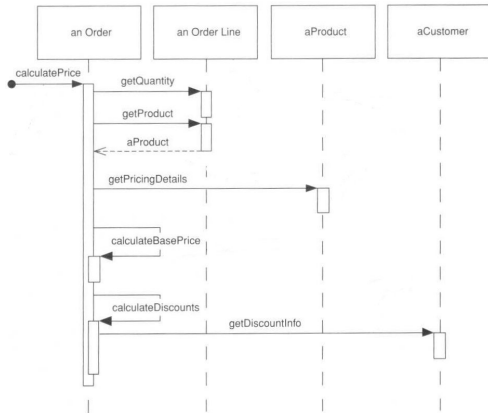 an Order
an Order Line
aProduct
aCustomer
calculatePrice
getQuantity
getProduct
aProduct
getPricingDetails
calculateBasePrice
calculateDiscounts
getDiscountInfo